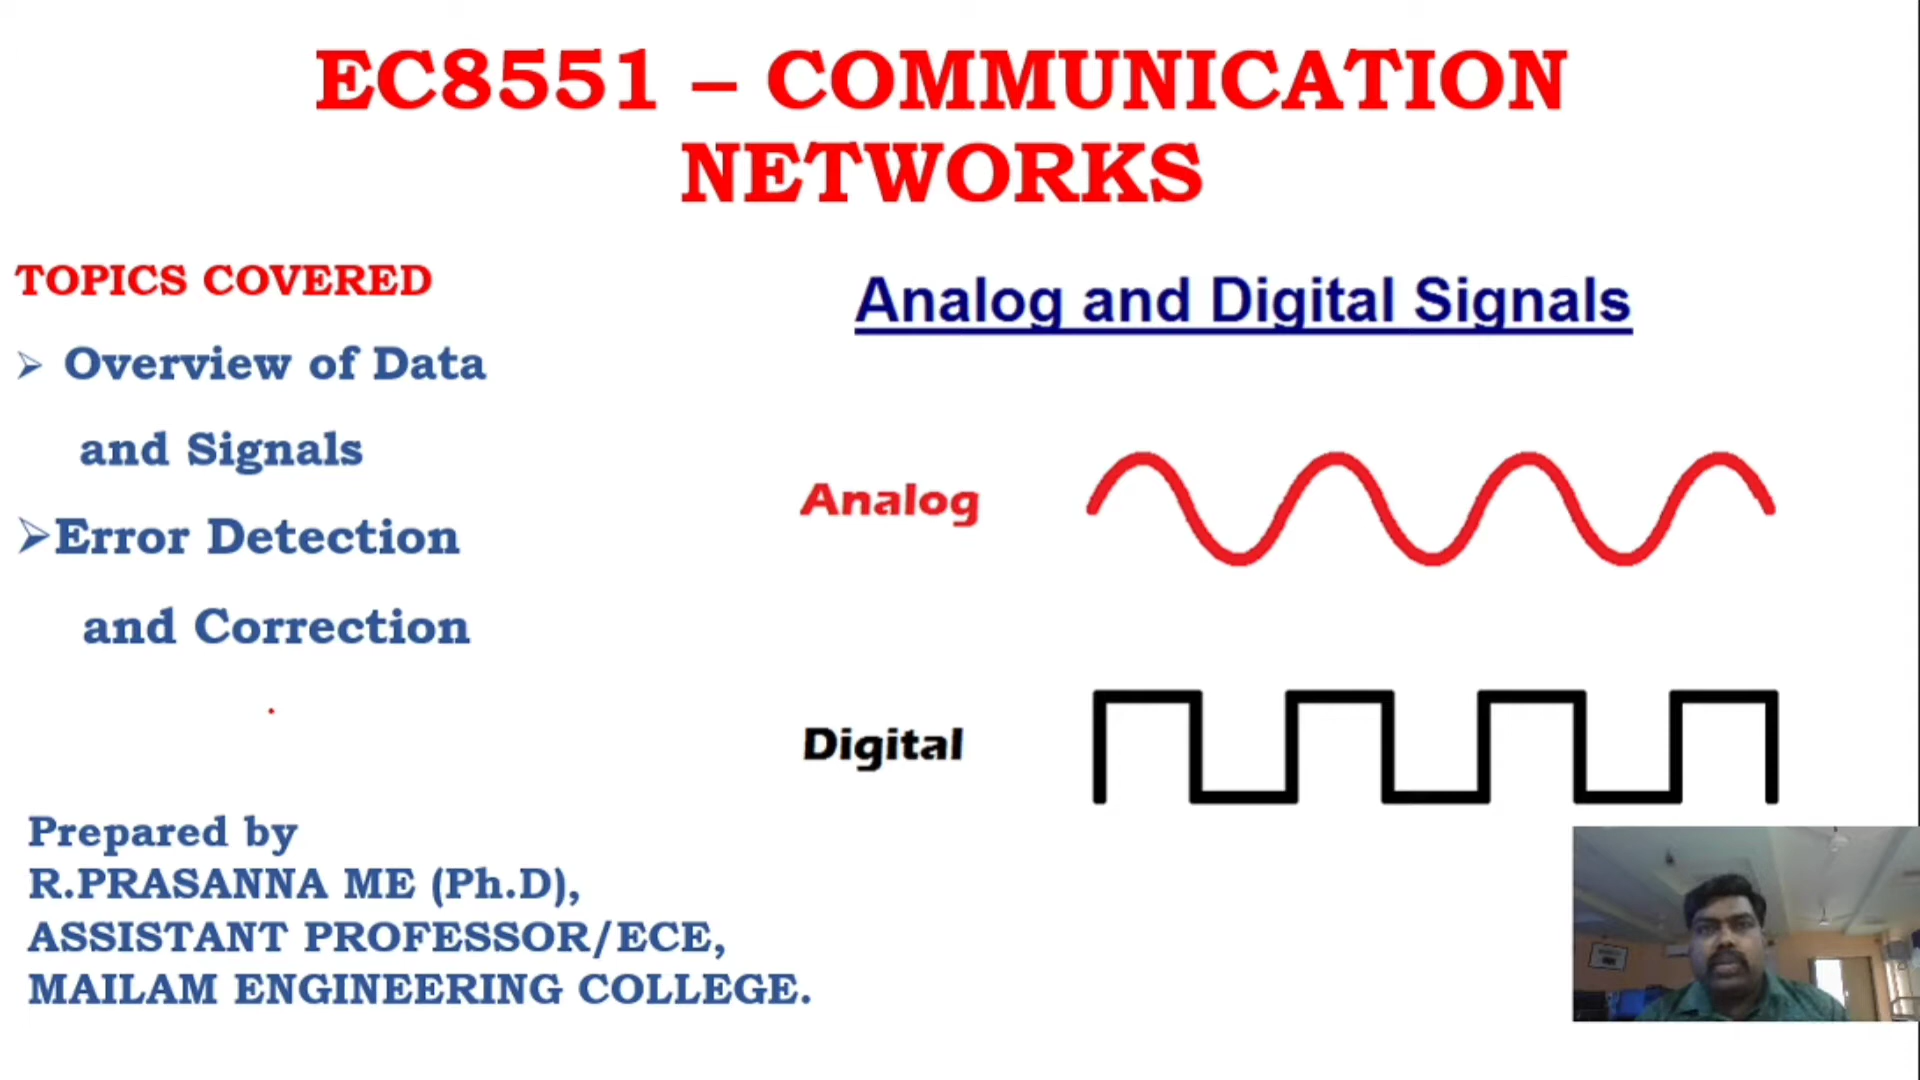 EC8551 – COMMUNICATION
NETWORKS
TOPICS COVERED
➢ Overview of Data
and Signals
➢Error Detection
and Correction
Prepared by
R.PRASANNA ME (Ph.D),
ASSISTANT PROFESSOR/ECE,
MAILAM ENGINEERING COLLEGE.
Analog and Digital Signals
Analog
Digital